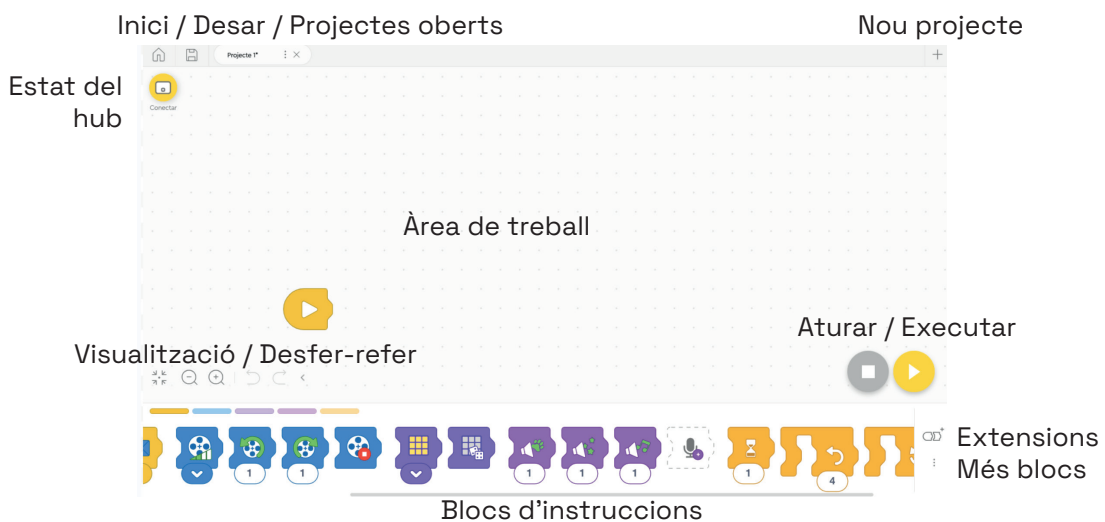 Inici / Desar / Projectes oberts
Nou projecte
Projecte 1*
Estat del
hub
Conectar
Àrea de treball
Aturar / Executar
Visualització / Desfer-refer
1
1
1
1
1
1
4
Extensions
Més blocs
Blocs d'instruccions